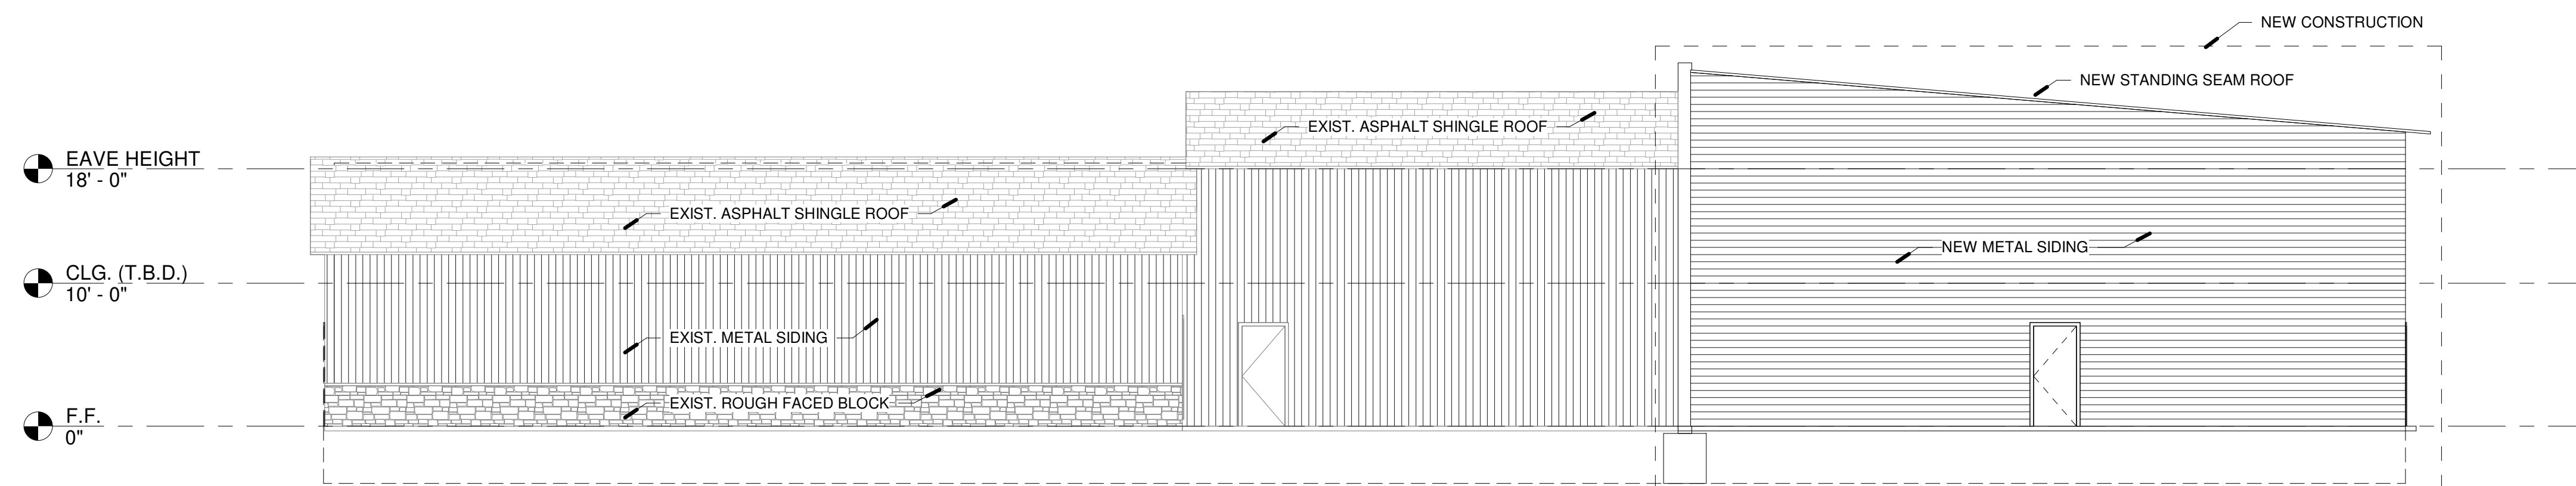 NEW CONSTRUCTION
NEW STANDING SEAM ROOF
EXIST. ASPHALT SHINGLE ROOF
EAVE HEIGHT
18' - 0"
EXIST. ASPHALT SHINGLE ROOF
NEW METAL SIDING
CLG. (T.B.D.)
10' - 0"
EXIST. METAL SIDING
EXIST. ROUGH FACED BLOCK
F.F.
0"